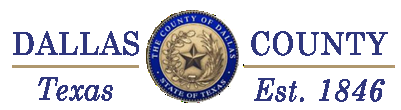 DALLAS COUNTY
THE COUNTY OF DALLAS
STATE OF TEXAS
Texas Est. 1846